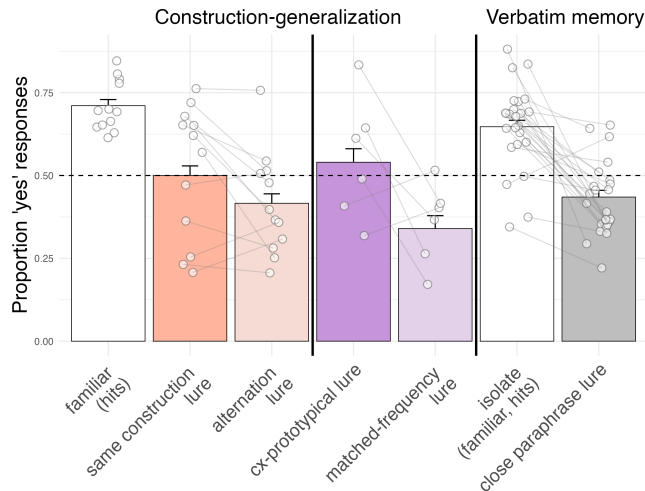 Construction-generalization
Verbatim memory
Proportion 'yes' responses
0.75
0.50
0.25
0.00
familiar
(hits)
same construction
lure
alternation
lure
cx-prototypical lure
matched-frequency
lure
isolate
(familiar, hits)
close paraphrase lure